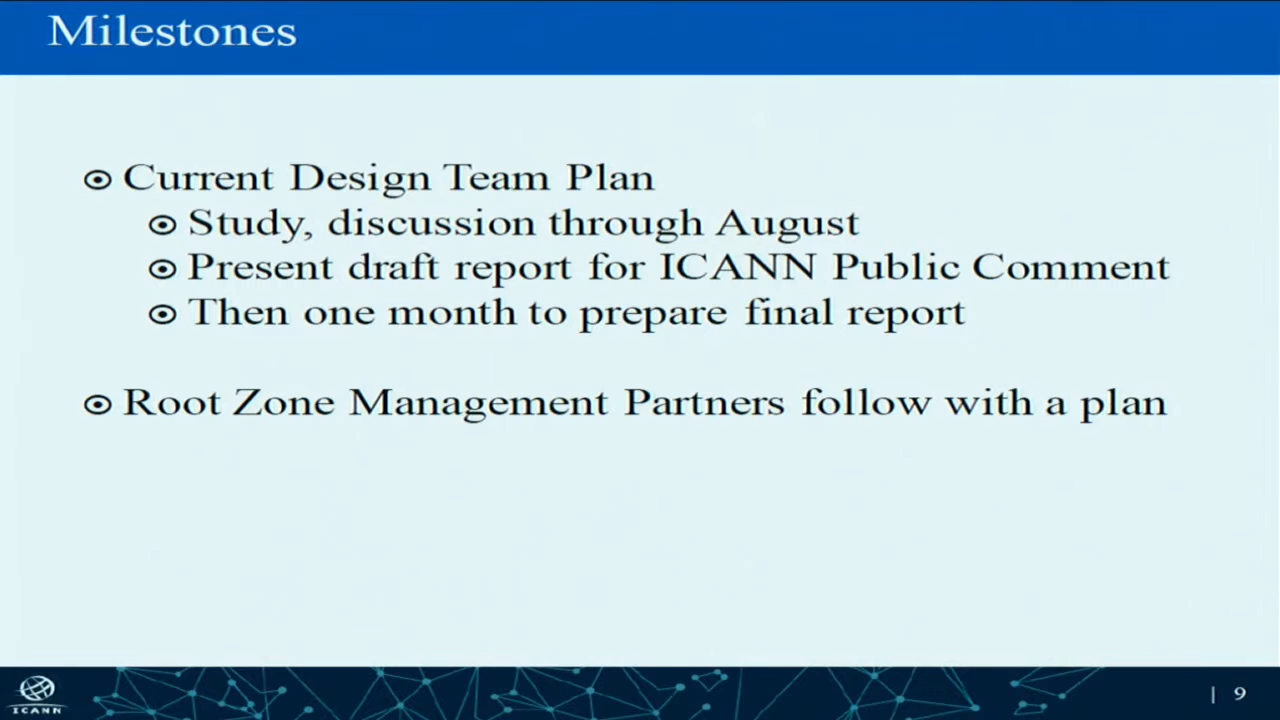 Milestones
Current Design Team Plan
Study, discussion through August
Present draft report for ICANN Public Comment
Then one month to prepare final report
Root Zone Management Partners follow with a plan
ICANN
| 9